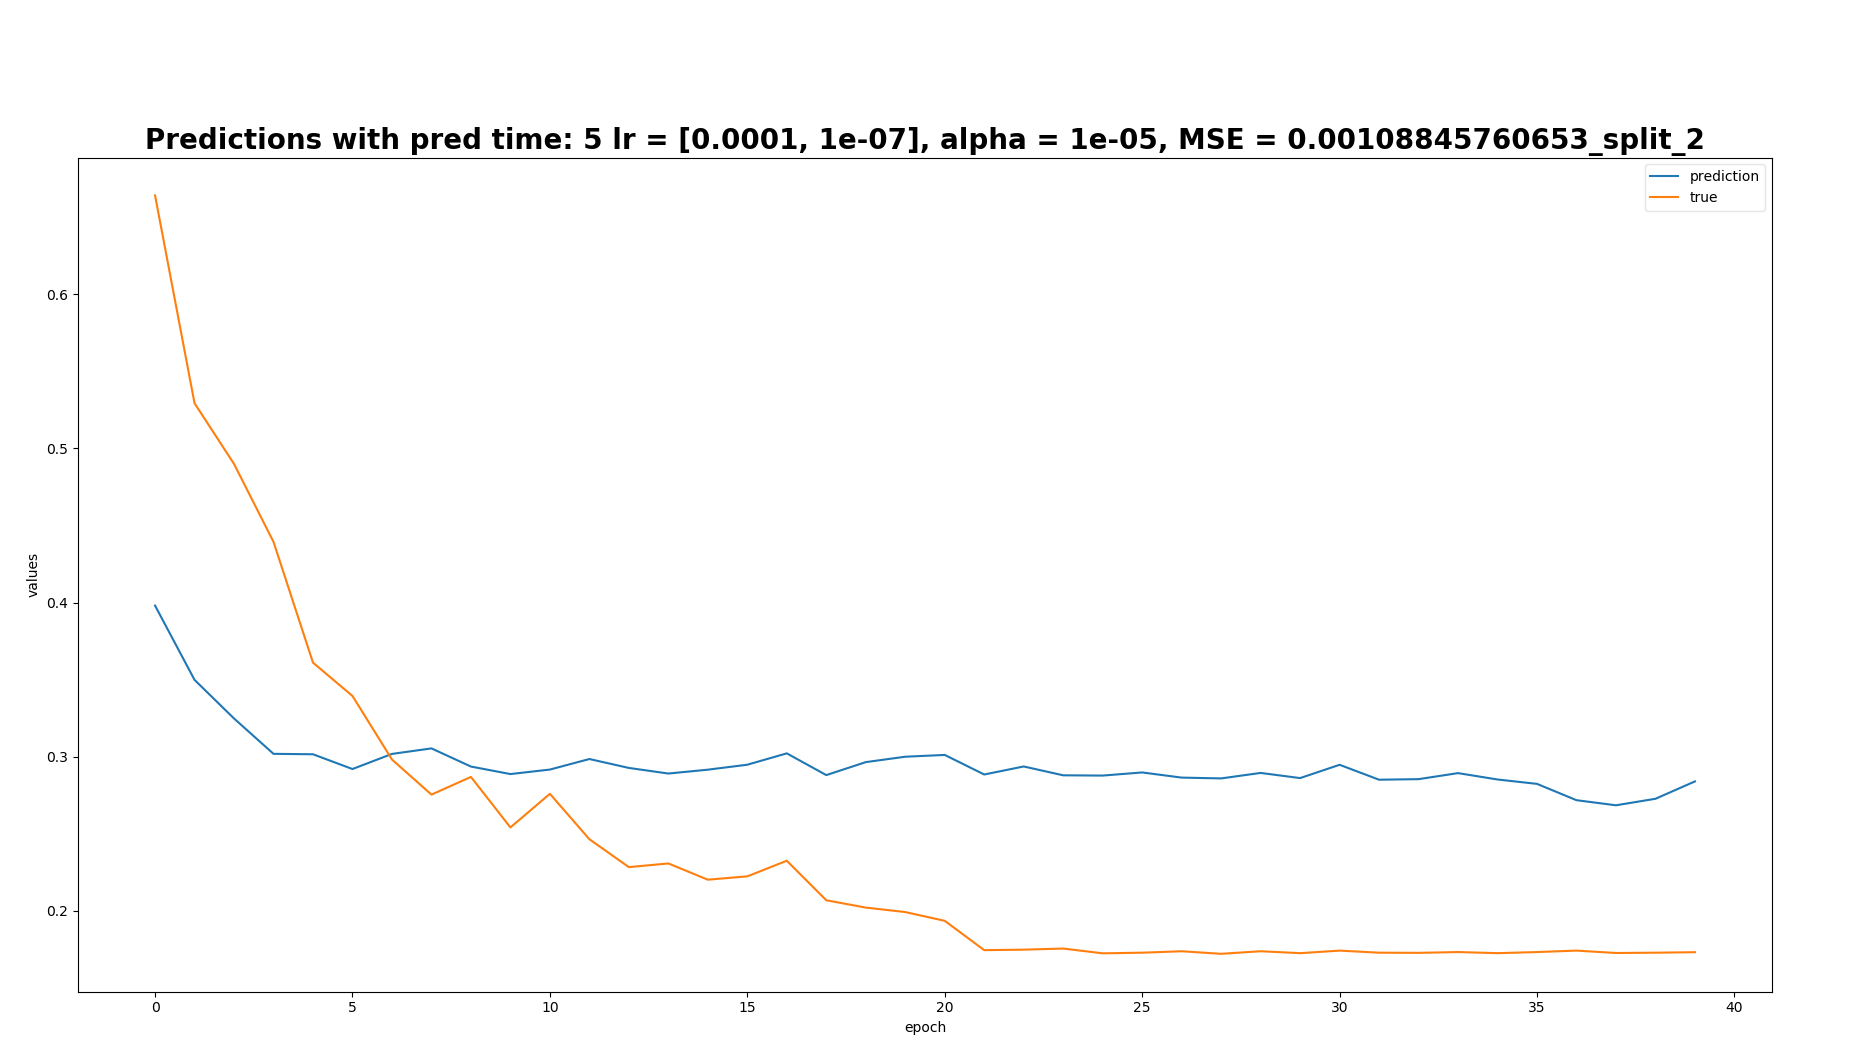 Predictions with pred time: 5 lr = [0.0001, 1e-07], alpha = 1e-05, MSE = 0.00108845760653_split_2
prediction
true
values
0.6
0.5
0.4
0.3
0.2
0 5 10 15 20 25 30 35 40
epoch